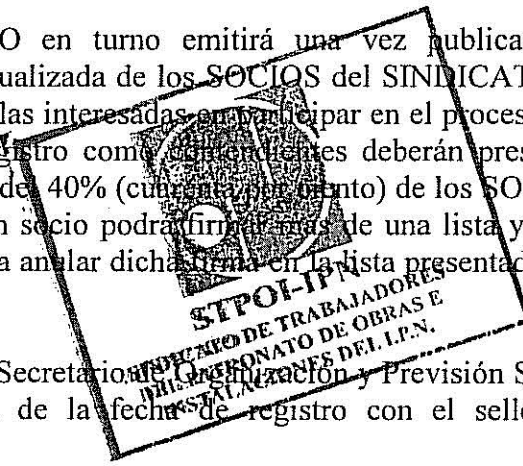 O en turno emitirá una vez publica
ualizada de los SOCIOS del SINDICAT
las interesadas en participar en el proces
istro como contendientes deberán pres
del 40% (cuarenta por ciento) de los SO
n socio podrá firmar más de una lista y
a anular dicha firma en la lista presentad
STPOI-IPN
SINDICATO DE TRABAJADORES
DEL PATRONATO DE OBRAS E
INSTALACIONES DEL I.P.N.
Secretario de Organización y Previsión S
de la fecha de registro con el sell